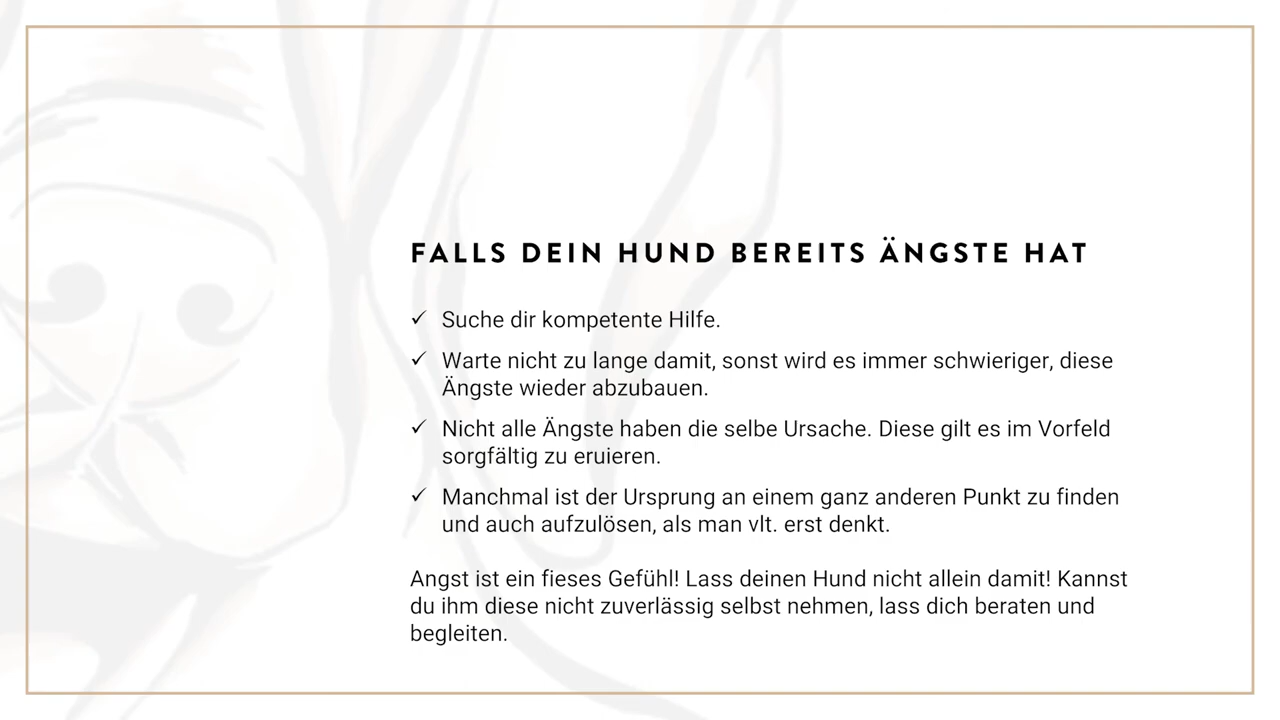 FALLS DEIN HUND BEREITS ÄNGSTE HAT
✓ Suche dir kompetente Hilfe.
✓ Warte nicht zu lange damit, sonst wird es immer schwieriger, diese
Ängste wieder abzubauen.
✓ Nicht alle Ängste haben die selbe Ursache. Diese gilt es im Vorfeld
sorgfältig zu eruieren.
✓ Manchmal ist der Ursprung an einem ganz anderen Punkt zu finden
und auch aufzulösen, als man vlt. erst denkt.
Angst ist ein fieses Gefühl! Lass deinen Hund nicht allein damit! Kannst
du ihm diese nicht zuverlässig selbst nehmen, lass dich beraten und
begleiten.